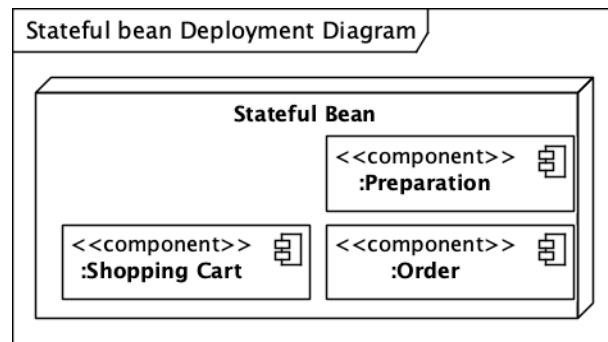 Stateful bean Deployment Diagram
Stateful Bean
<<component>>
:Preparation
<<component>>
:Shopping Cart
<<component>>
:Order